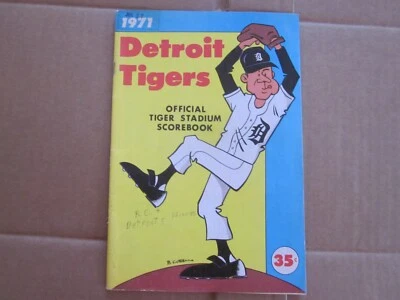 1971
Detroit
Tigers
OFFICIAL
TIGER STADIUM
SCOREBOOK
D
D
35¢